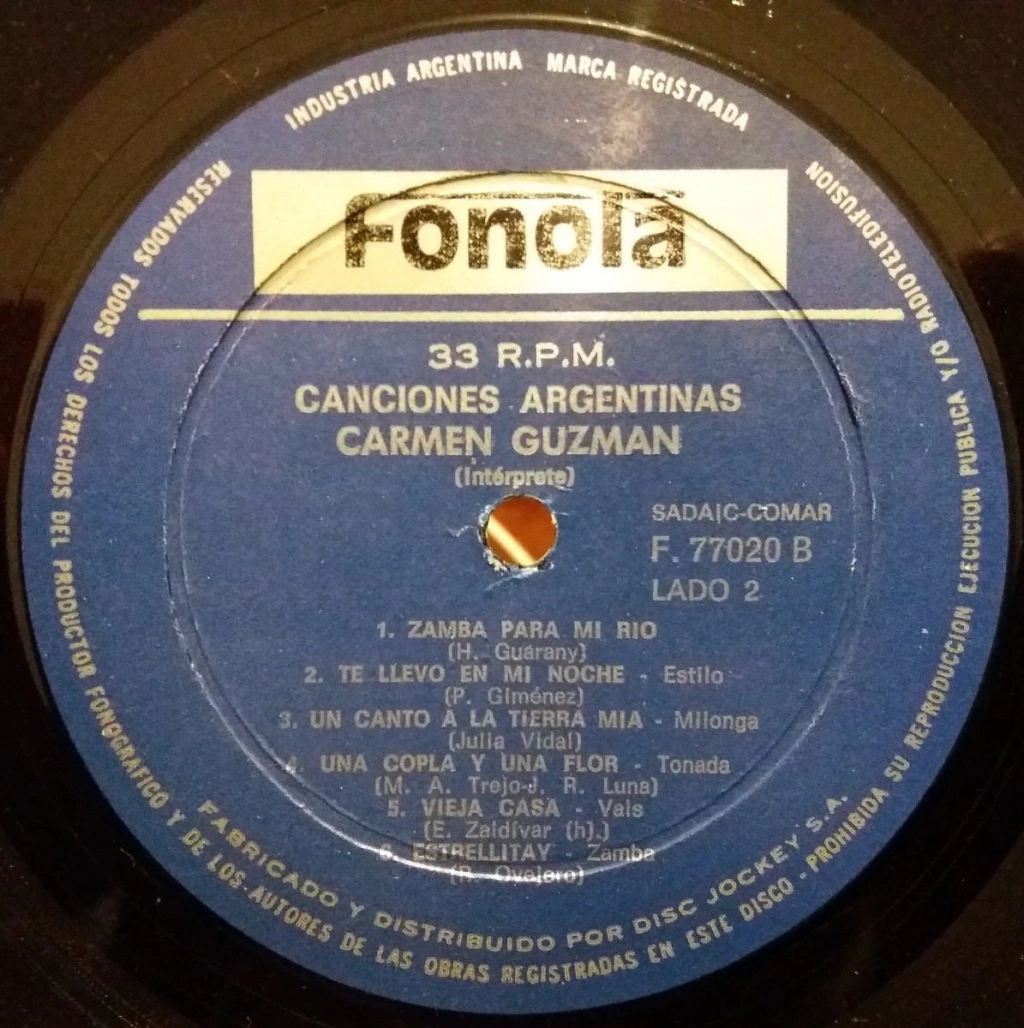 INDUSTRIA ARGENTINA MARCA REGISTRADA
fonola
33 R.P.M.
CANCIONES ARGENTINAS
CARMEN GUZMAN
(Intérprete)
SADAIC-COMAR
F. 77020 B
LADO 2
1. ZAMBA PARA MI RIO
(H. Guarany)
2. TE LLEVO EN MI NOCHE - Estilo
(P. Giménez)
3. UN CANTO A LA TIERRA MIA - Milonga
(Julia Vidal)
4. UNA COPLA Y UNA FLOR - Tonada
(M. A. Trejo-J. R. Luna)
5. VIEJA CASA - Vals
(E. Zaldívar (h).)
6. ESTRELLITAY - Zamba
(R. Ovejero)
FABRICADO Y DISTRIBUIDO POR DISC JOCKEY S.A.
RESERVADOS TODOS LOS DERECHOS DEL PRODUCTOR FONOGRAFICO Y DE LOS AUTORES DE LAS OBRAS REGISTRADAS EN ESTE DISCO - PROHIBIDA SU REPRODUCCION EJECUCION PUBLICA Y/O RADIOTELEDIFUSION